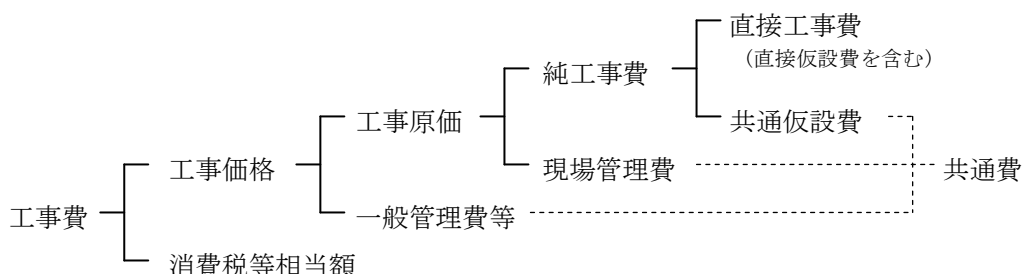 直接工事費
（直接仮設費を含む）
純工事費
工事原価
共通仮設費
工事価格
現場管理費
共通費
工事費
一般管理費等
消費税等相当額